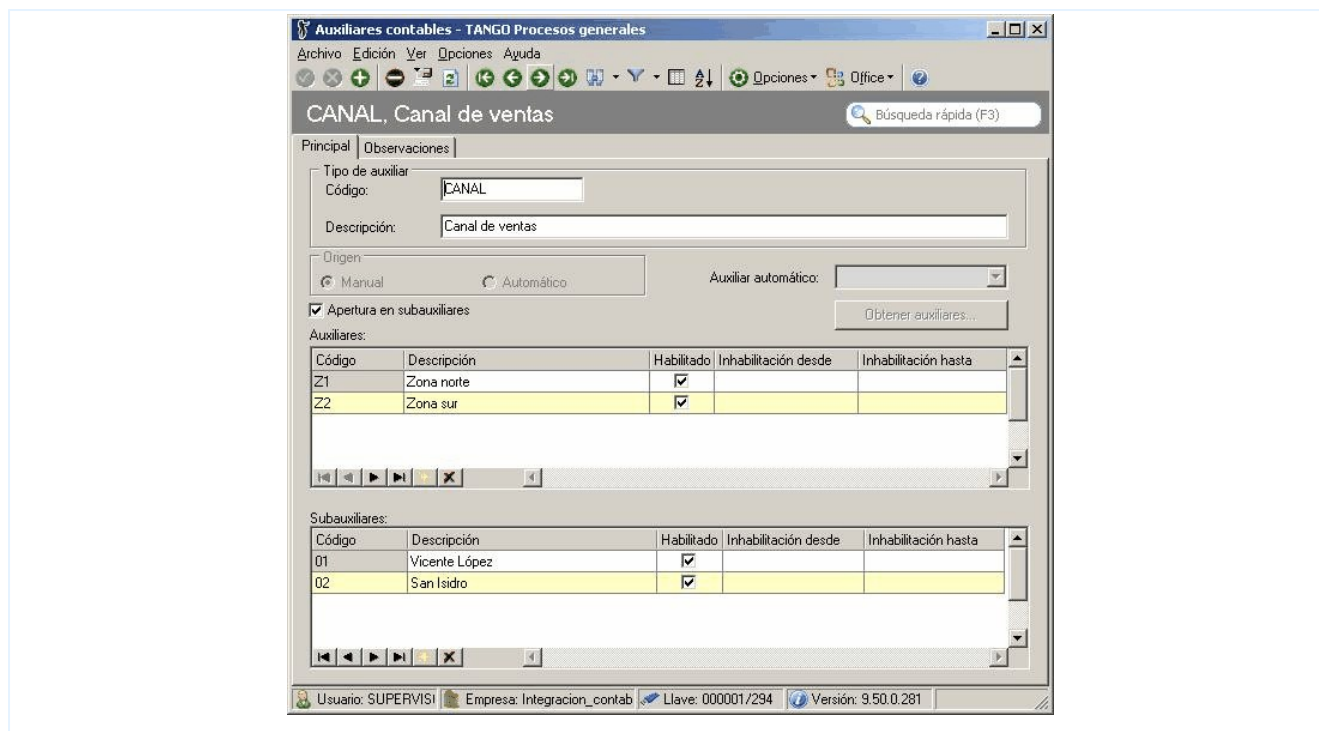 Auxiliares contables - TANGO Procesos generales
Archivo Edición Ver Opciones Ayuda
Opciones Office
CANAL, Canal de ventas Búsqueda rápida (F3)
Principal Observaciones
Tipo de auxiliar
Código: CANAL
Descripción: Canal de ventas
Origen
Manual Automático Auxiliar automático:
Apertura en subauxiliares Obtener auxiliares...
Auxiliares:
Código Descripción Habilitado Inhabilitación desde Inhabilitación hasta
Z1 Zona norte
Z2 Zona sur
Subauxiliares:
Código Descripción Habilitado Inhabilitación desde Inhabilitación hasta
01 Vicente López
02 San Isidro
Usuario: SUPERVISI Empresa: Integracion_contab Llave: 000001/294 Versión: 9.50.0.281